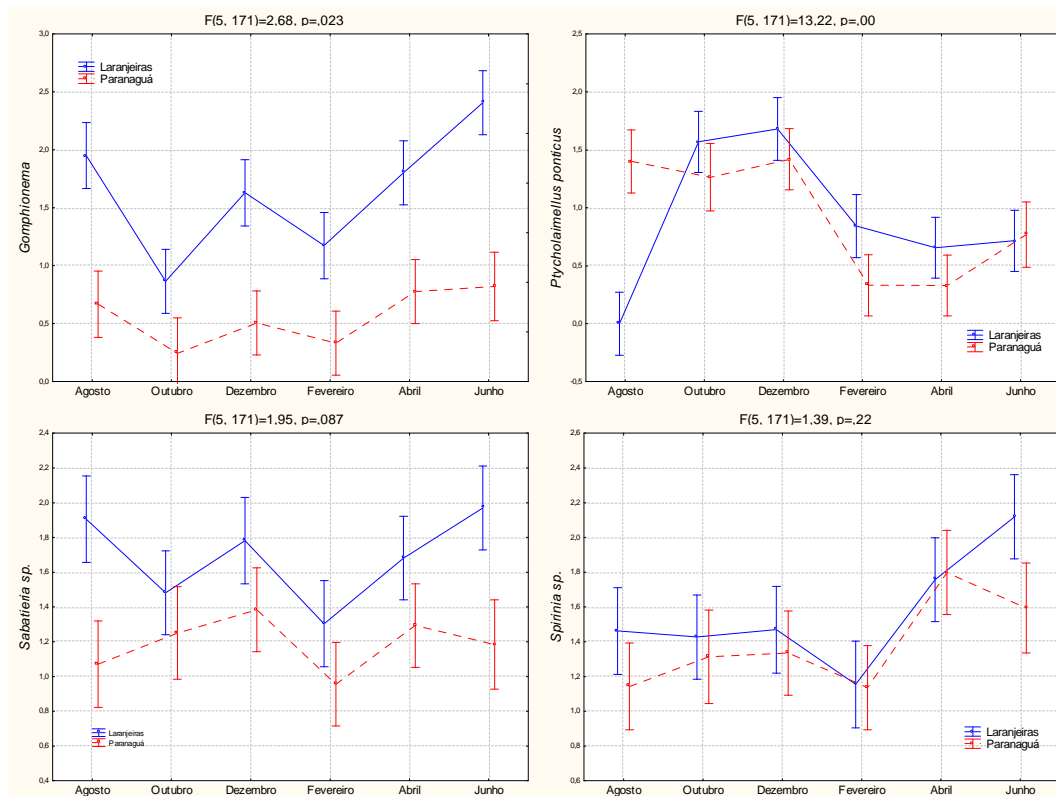 F(5, 171)=2,68, p=,023
Gomphionema
3,0
2,5
2,0
1,5
1,0
0,5
0,0
Laranjeiras
Paranaguá
Agosto Outubro Dezembro Fevereiro Abril Junho
F(5, 171)=13,22, p=,00
Ptycholaimellus ponticus
2,5
2,0
1,5
1,0
0,5
0,0
-0,5
Laranjeiras
Paranaguá
Agosto Outubro Dezembro Fevereiro Abril Junho
F(5, 171)=1,95, p=,087
Sabatieria sp.
2,4
2,2
2,0
1,8
1,6
1,4
1,2
1,0
0,8
0,6
0,4
Laranjeiras
Paranaguá
Agosto Outubro Dezembro Fevereiro Abril Junho
F(5, 171)=1,39, p=,22
Spirinia sp.
2,6
2,4
2,2
2,0
1,8
1,6
1,4
1,2
1,0
0,8
0,6
Laranjeiras
Paranaguá
Agosto Outubro Dezembro Fevereiro Abril Junho